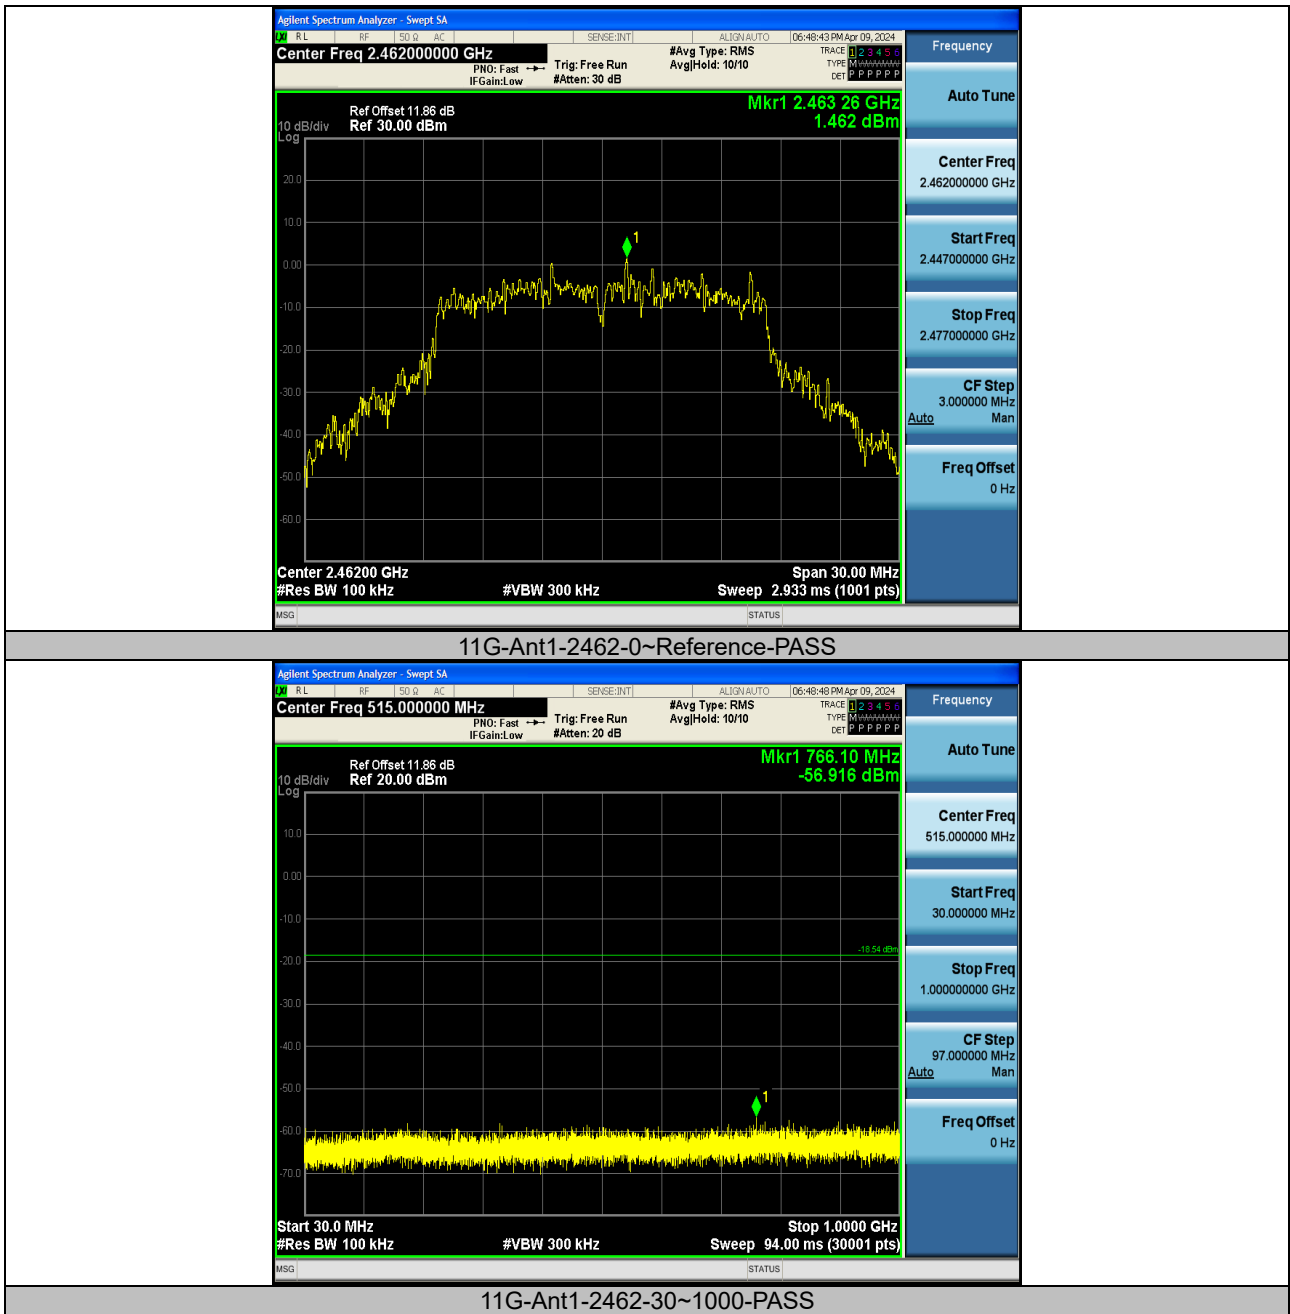 Agilent Spectrum Analyzer - Swept SA
RL RF 50 Ω AC SENSE:INT ALIGN AUTO 06:48:43 PM Apr 09, 2024
Center Freq 2.462000000 GHz
PNO: Fast
IFGain:Low
Trig: Free Run
#Atten: 30 dB
#Avg Type: RMS
Avg|Hold: 10/10
TRACE 1 2 3 4 5 6
TYPE M
DET P P P P P P
Frequency
Auto Tune
Center Freq
2.462000000 GHz
Start Freq
2.447000000 GHz
Stop Freq
2.477000000 GHz
CF Step
3.000000 MHz
Auto Man
Freq Offset
0 Hz
Mkr1 2.463 26 GHz
1.462 dBm
Ref Offset 11.86 dB
10 dB/div Ref 30.00 dBm
Log
20.0
10.0
0.00
-10.0
-20.0
-30.0
-40.0
-50.0
-60.0
1
Center 2.46200 GHz Span 30.00 MHz
#Res BW 100 kHz #VBW 300 kHz Sweep 2.933 ms (1001 pts)
MSG STATUS
11G-Ant1-2462-0~Reference-PASS
Agilent Spectrum Analyzer - Swept SA
RL RF 50 Ω AC SENSE:INT ALIGN AUTO 06:48:48 PM Apr 09, 2024
Center Freq 515.000000 MHz
PNO: Fast
IFGain:Low
Trig: Free Run
#Atten: 20 dB
#Avg Type: RMS
Avg|Hold: 10/10
TRACE 1 2 3 4 5 6
TYPE M
DET P P P P P P
Frequency
Auto Tune
Center Freq
515.000000 MHz
Start Freq
30.000000 MHz
Stop Freq
1.000000000 GHz
CF Step
97.000000 MHz
Auto Man
Freq Offset
0 Hz
Mkr1 766.10 MHz
-56.916 dBm
Ref Offset 11.86 dB
10 dB/div Ref 20.00 dBm
Log
10.0
0.00
-10.0
-18.54 dBm
-20.0
-30.0
-40.0
-50.0
-60.0
-70.0
1
Start 30.0 MHz Stop 1.0000 GHz
#Res BW 100 kHz #VBW 300 kHz Sweep 94.00 ms (30001 pts)
MSG STATUS
11G-Ant1-2462-30~1000-PASS